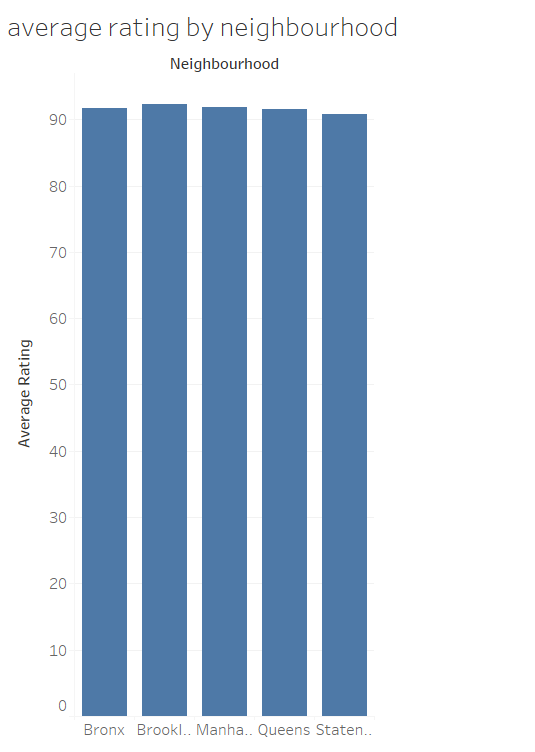 average rating by neighbourhood
Neighbourhood
Average Rating
90
80
70
60
50
40
30
20
10
0
Bronx Brookl.. Manha.. Queens Staten..